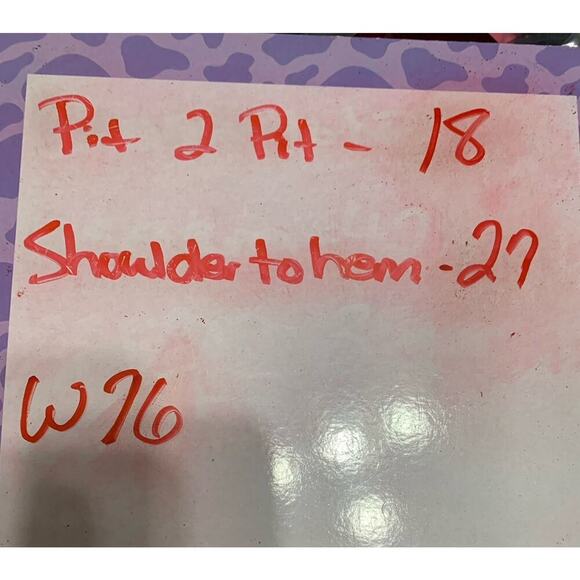 Pit 2 Pit - 18
Shoulder to hem - 27
W76